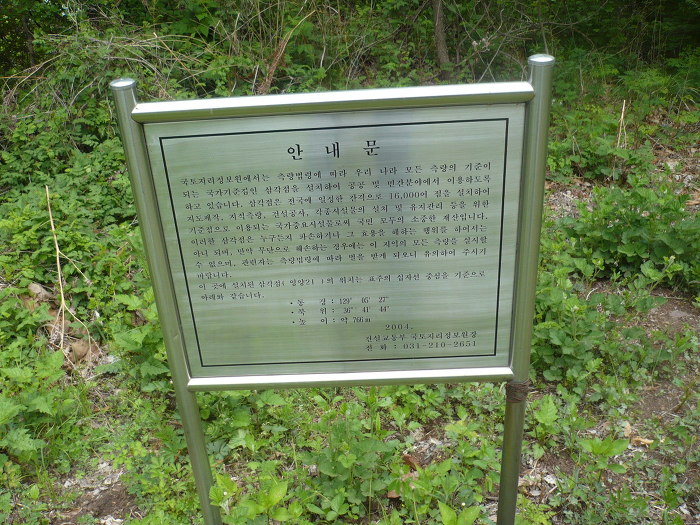 안 내 문
국토지리정보원에서는 측량법령에 따라 우리 나라 모든 측량의 기준이
되는 국가기준점인 삼각점을 설치하여 공공 및 민간분야에서 이용하도록
하고 있습니다. 삼각점은 전국에 일정한 간격으로 16,000여 점을 설치하여
지도제작, 지적측량, 건설공사, 각종시설물의 설치 및 유지관리 등을 위한
기준점으로 이용되는 국가중요시설물로써 국민 모두의 소중한 재산입니다.
이러한 삼각점은 누구든지 파손하거나 그 효용을 해하는 행위를 하여서는
아니 되며, 만약 무단으로 훼손하는 경우에는 이 지역의 모든 측량을 실시할
수 없으며, 관련자는 측량법령에 따라 벌을 받게 되오니 유의하여 주시기
바랍니다.
이 곳에 설치된 삼각점( 21 )의 위치는 표주의 십자선 중심을 기준으로
아래와 같습니다.
· 동 경 : 129° 05' 27"
· 북 위 : 36° 41' 44"
· 높 이 : 약 766 m
2004.
건설교통부 국토지리정보원장
전 화 : 031-210-2651